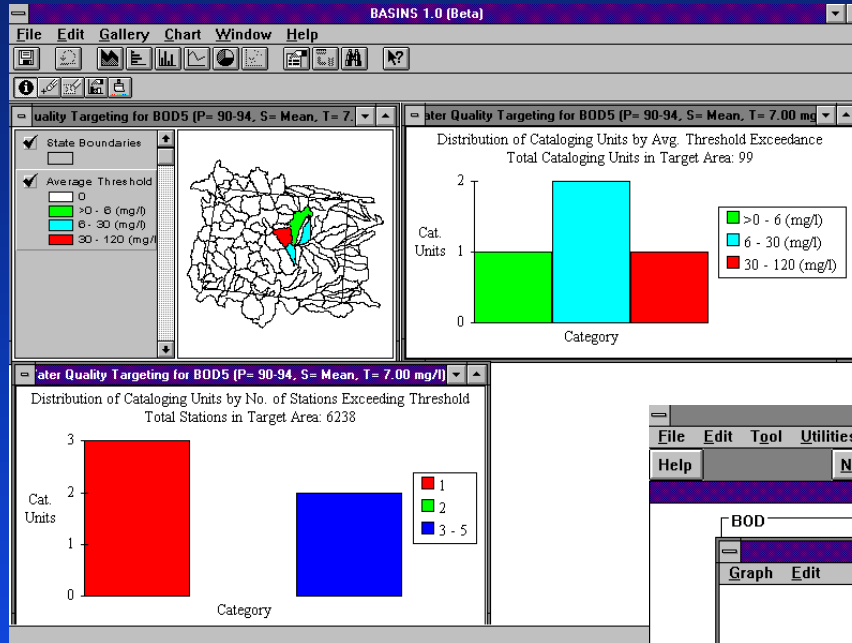 BASINS 1.0 (Beta)
File Edit Gallery Chart Window Help
uality Targeting for BOD5 (P= 90-94, S= Mean, T= 7.
State Boundaries
Average Threshold
0
>0 - 6 (mg/l)
6 - 30 (mg/l)
30 - 120 (mg/l
ater Quality Targeting for BOD5 (P= 90-94, S= Mean, T= 7.00 mg
Distribution of Cataloging Units by Avg. Threshold Exceedance
Total Cataloging Units in Target Area: 99
2
Cat.
Units
1
0
Category
>0 - 6 (mg/l)
6 - 30 (mg/l)
30 - 120 (mg/l)
ater Quality Targeting for BOD5 (P= 90-94, S= Mean, T= 7.00 mg/l)
Distribution of Cataloging Units by No. of Stations Exceeding Threshold
Total Stations in Target Area: 6238
3
2
Cat.
Units
1
0
Category
1
2
3 - 5
File Edit Tool Utilities
Help N
BOD
Graph Edit